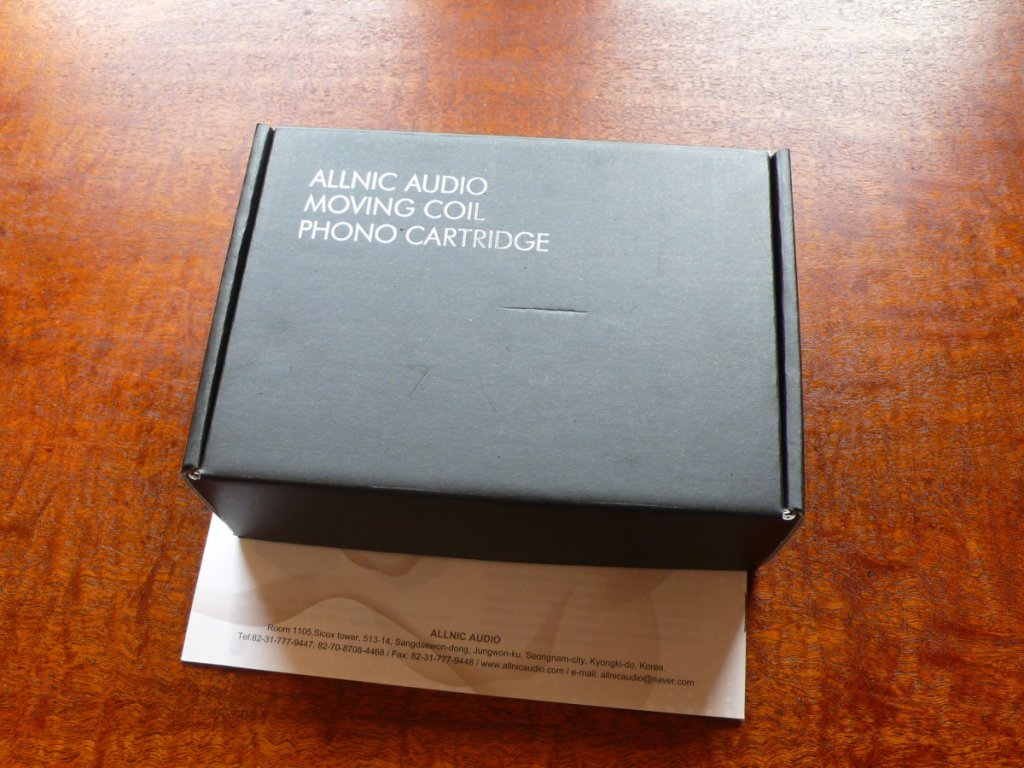 ALLNIC AUDIO
MOVING COIL
PHONO CARTRIDGE
ALLNIC AUDIO
Room 1105,Sicox tower, 513-14, Sangdaewon-dong, Jungwon-ku, Seongnam-city, Kyongki-do, Korea.
Tel:82-31-777-9447, 82-70-8708-4468 / Fax: 82-31-777-9448 / www.allnicaudio.com / e-mail. allnicaudio@naver.com